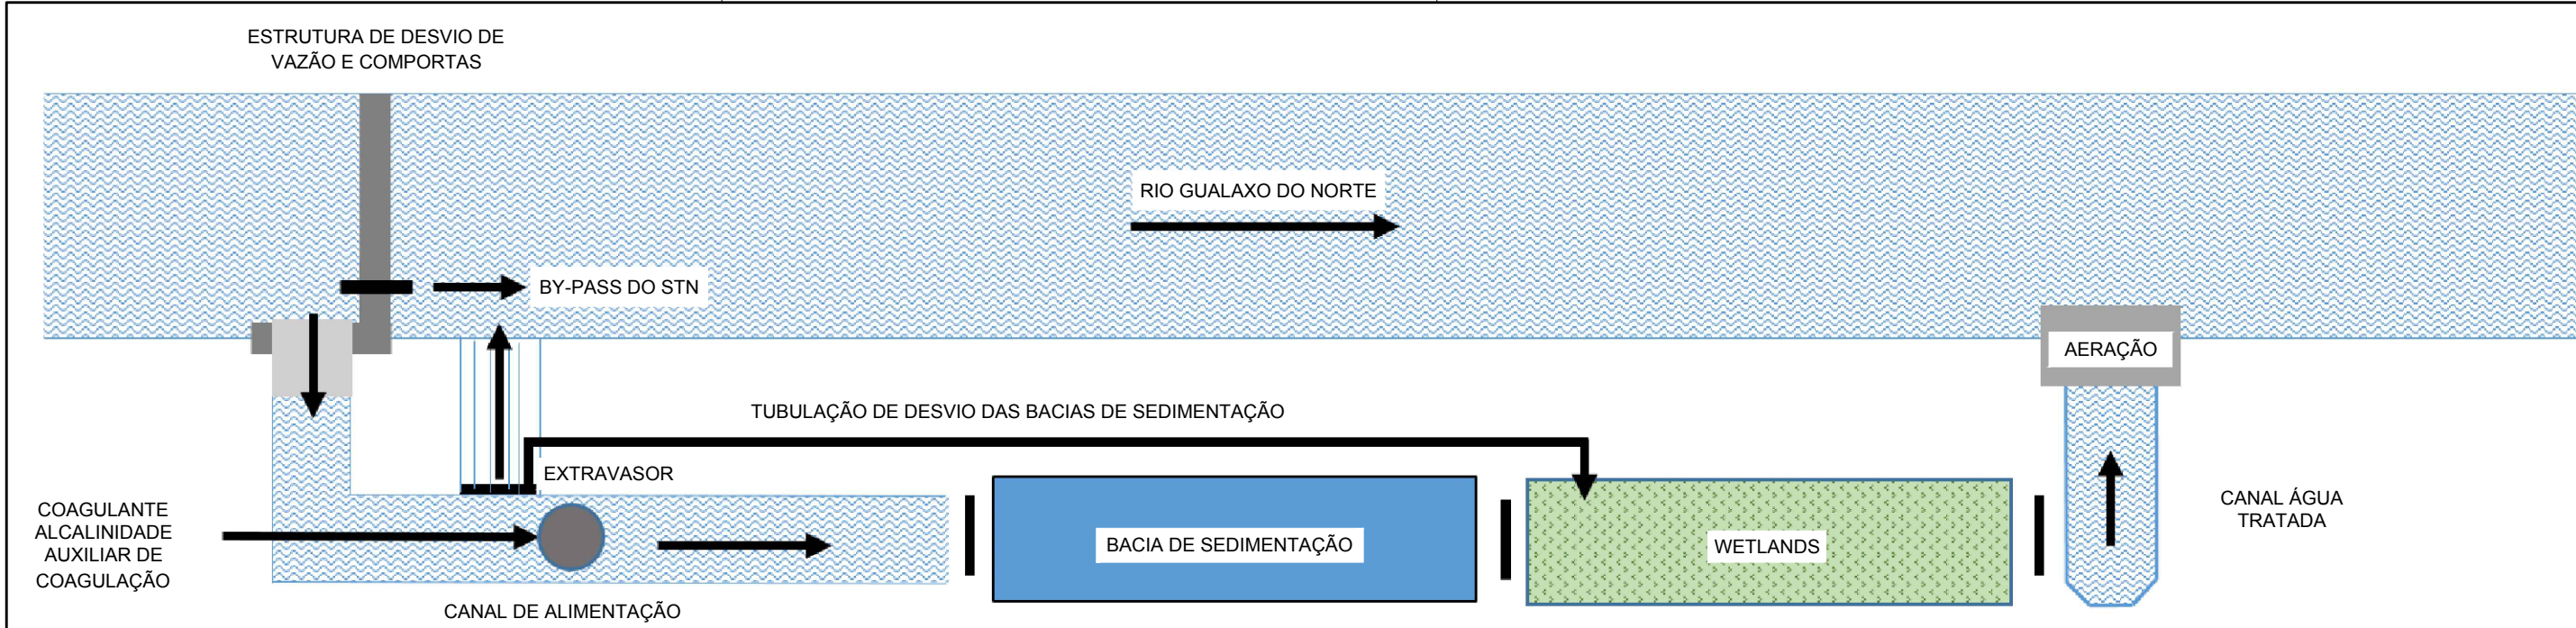 ESTRUTURA DE DESVIO DE
VAZÃO E COMPORTAS
RIO GUALAXO DO NORTE
BY-PASS DO STN
AERAÇÃO
TUBULAÇÃO DE DESVIO DAS BACIAS DE SEDIMENTAÇÃO
EXTRAVASOR
COAGULANTE
ALCALINIDADE
AUXILIAR DE
COAGULAÇÃO
BACIA DE SEDIMENTAÇÃO
WETLANDS
CANAL ÁGUA
TRATADA
CANAL DE ALIMENTAÇÃO